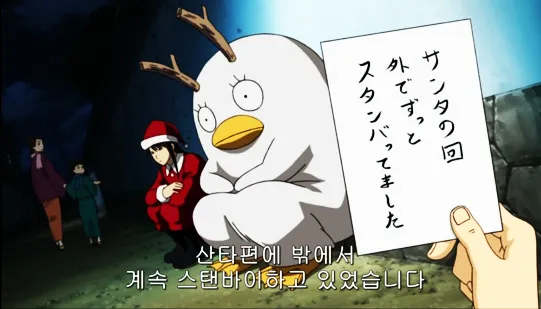 サンタの回
外でずっと
スタンバってました
산타편에 밖에서
계속 스탠바이하고 있었습니다